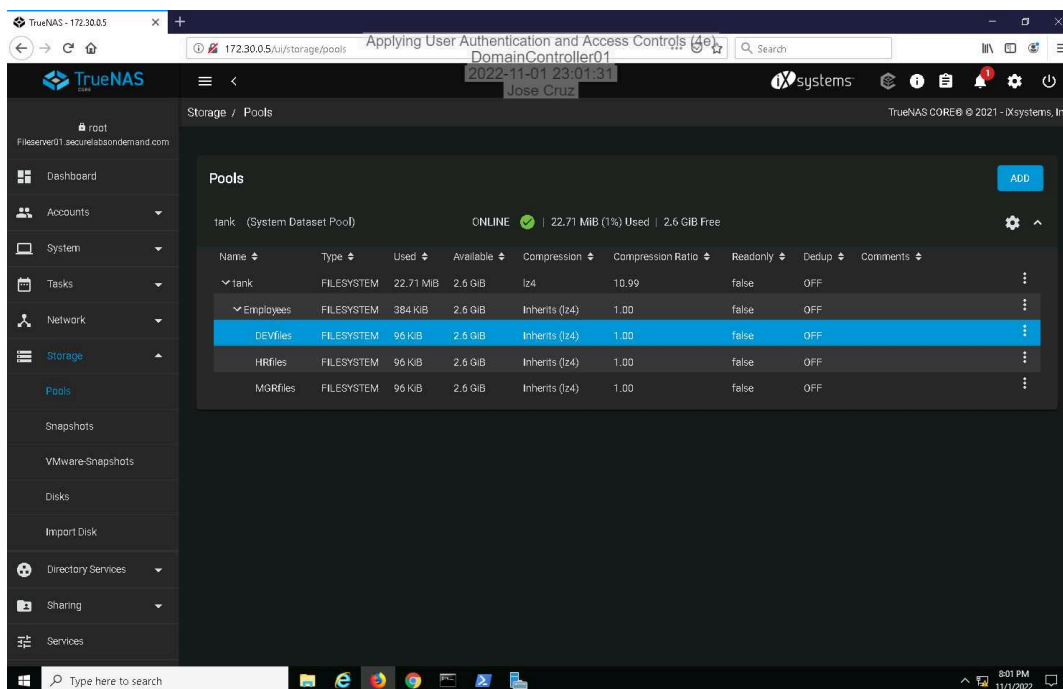 TrueNAS - 172.30.0.5
172.30.0.5/ui/storage/pools
Search
Applying User Authentication and Access Controls (4e)
DomainController01
2022-11-01 23:01:31
Jose Cruz
TrueNAS
CORE
systems
1
root
Fileserver01.securelabsondemand.com
Storage / Pools
TrueNAS CORE® © 2021 - iXsystems, In
Dashboard
Accounts
System
Tasks
Network
Storage
Pools
Snapshots
VMware-Snapshots
Disks
Import Disk
Directory Services
Sharing
Services
Pools
ADD
tank (System Dataset Pool) ONLINE | 22.71 MiB (1%) Used | 2.6 GiB Free
Name Type Used Available Compression Compression Ratio Readonly Dedup Comments
tank FILESYSTEM 22.71 MiB 2.6 GiB lz4 10.99 false OFF
Employees FILESYSTEM 384 KiB 2.6 GiB Inherits (lz4) 1.00 false OFF
DEVfiles FILESYSTEM 96 KiB 2.6 GiB Inherits (lz4) 1.00 false OFF
HRfiles FILESYSTEM 96 KiB 2.6 GiB Inherits (lz4) 1.00 false OFF
MGRfiles FILESYSTEM 96 KiB 2.6 GiB Inherits (lz4) 1.00 false OFF
Type here to search
8:01 PM
11/1/2022